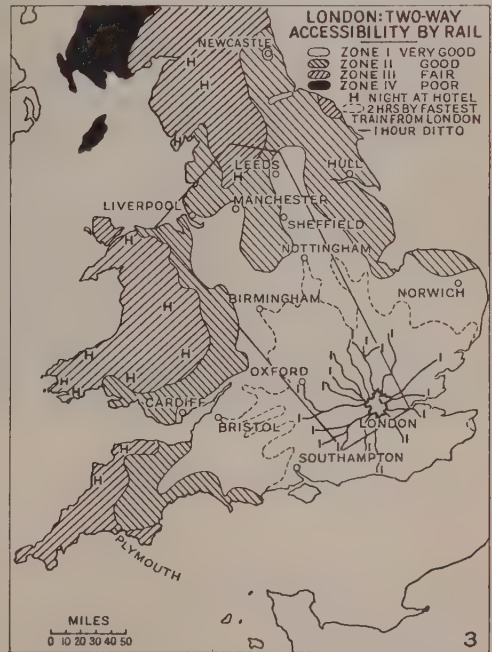 LONDON: TWO-WAY
ACCESSIBILITY BY RAIL
ZONE I VERY GOOD
ZONE II GOOD
ZONE III FAIR
ZONE IV POOR
H NIGHT AT HOTEL
2 HRS BY FASTEST
TRAIN FROM LONDON
— 1 HOUR DITTO
NEWCASTLE
H
H
H
LEEDS
HULL
H
LIVERPOOL
MANCHESTER
SHEFFIELD
H
NOTTINGHAM
NORWICH
H
BIRMINGHAM
H
H
H
H
OXFORD
CARDIFF
BRISTOL
LONDON
SOUTHAMPTON
H
PLYMOUTH
MILES
0 10 20 30 40 50
3